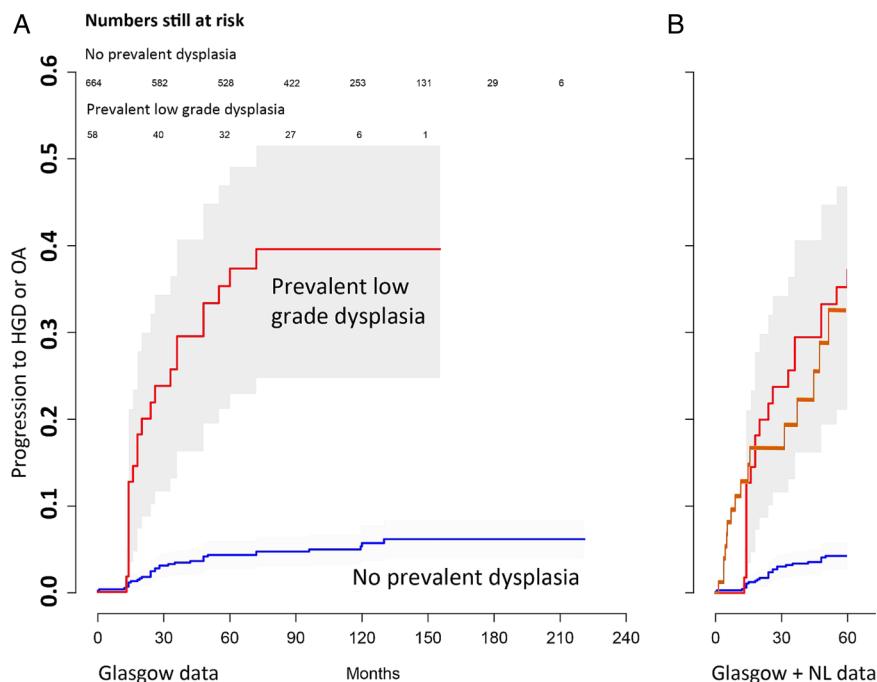 A
Numbers still at risk
No prevalent dysplasia
664 582 528 422 253 131 29 6
Prevalent low grade dysplasia
58 40 32 27 6 1
Progression to HGD or OA
0.6
0.5
0.4
0.3
0.2
0.1
0.0
Prevalent low
grade dysplasia
No prevalent dysplasia
0 30 60 90 120 150 180 210 240
Glasgow data
Months
B
0 30 60
Glasgow + NL data